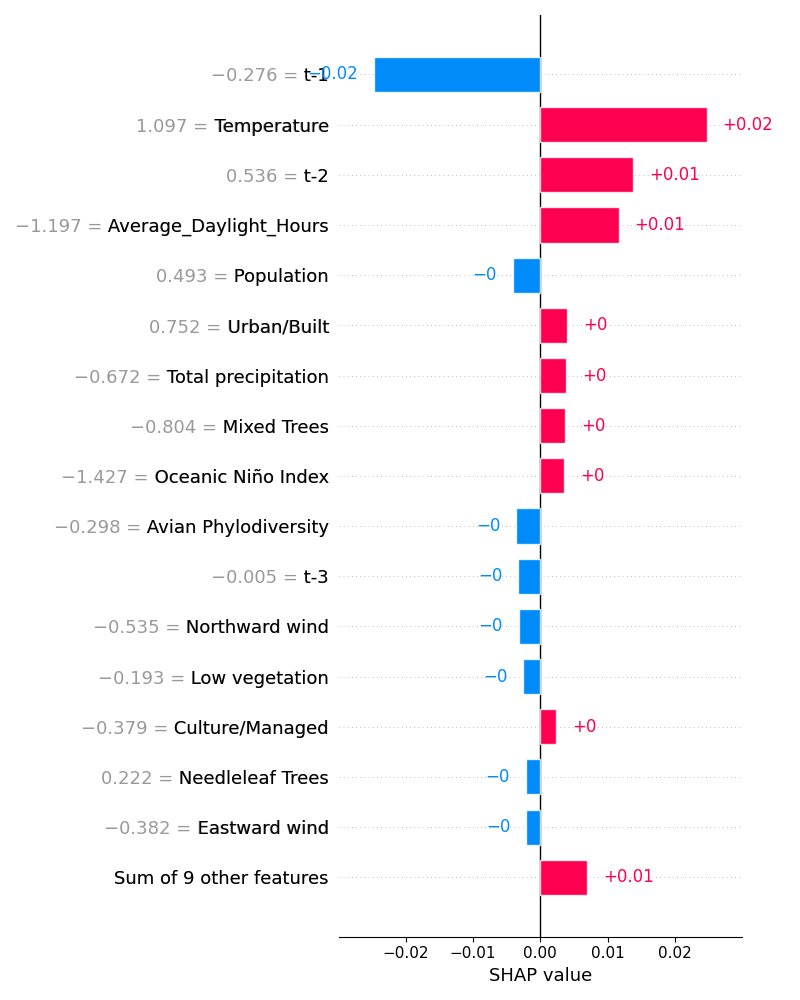 −0.276 = t-1 −0.02
1.097 = Temperature +0.02
0.536 = t-2 +0.01
−1.197 = Average_Daylight_Hours +0.01
0.493 = Population −0
0.752 = Urban/Built +0
−0.672 = Total precipitation +0
−0.804 = Mixed Trees +0
−1.427 = Oceanic Niño Index +0
−0.298 = Avian Phylodiversity −0
−0.005 = t-3 −0
−0.535 = Northward wind −0
−0.193 = Low vegetation −0
−0.379 = Culture/Managed +0
0.222 = Needleleaf Trees −0
−0.382 = Eastward wind −0
Sum of 9 other features +0.01
−0.02 −0.01 0.00 0.01 0.02
SHAP value